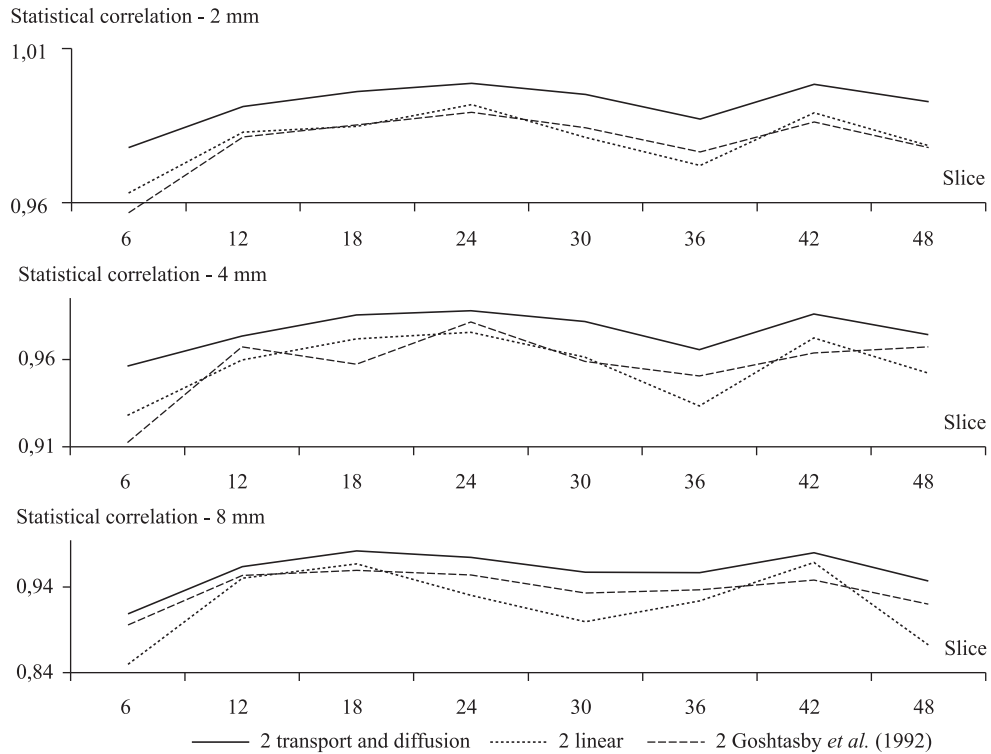 Statistical correlation - 2 mm
1,01
0,96
Slice
6 12 18 24 30 36 42 48
Statistical correlation - 4 mm
0,96
0,91
Slice
6 12 18 24 30 36 42 48
Statistical correlation - 8 mm
0,94
0,84
Slice
6 12 18 24 30 36 42 48
2 transport and diffusion 2 linear 2 Goshtasby et al. (1992)